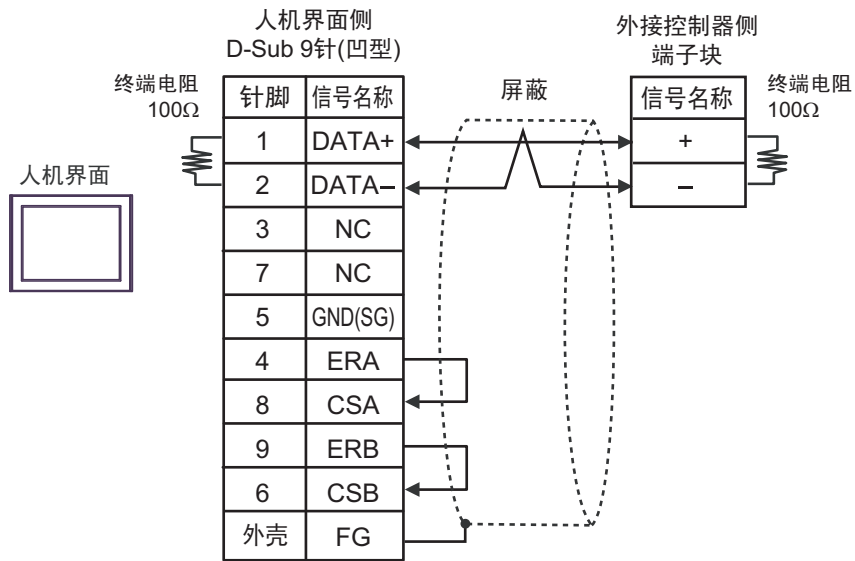 人机界面侧
D-Sub 9针(凹型)
外接控制器侧
端子块
终端电阻
100Ω
屏蔽
终端电阻
100Ω
人机界面
针脚 信号名称
1 DATA+
2 DATA–
3 NC
7 NC
5 GND(SG)
4 ERA
8 CSA
9 ERB
6 CSB
外壳 FG
信号名称
+
–